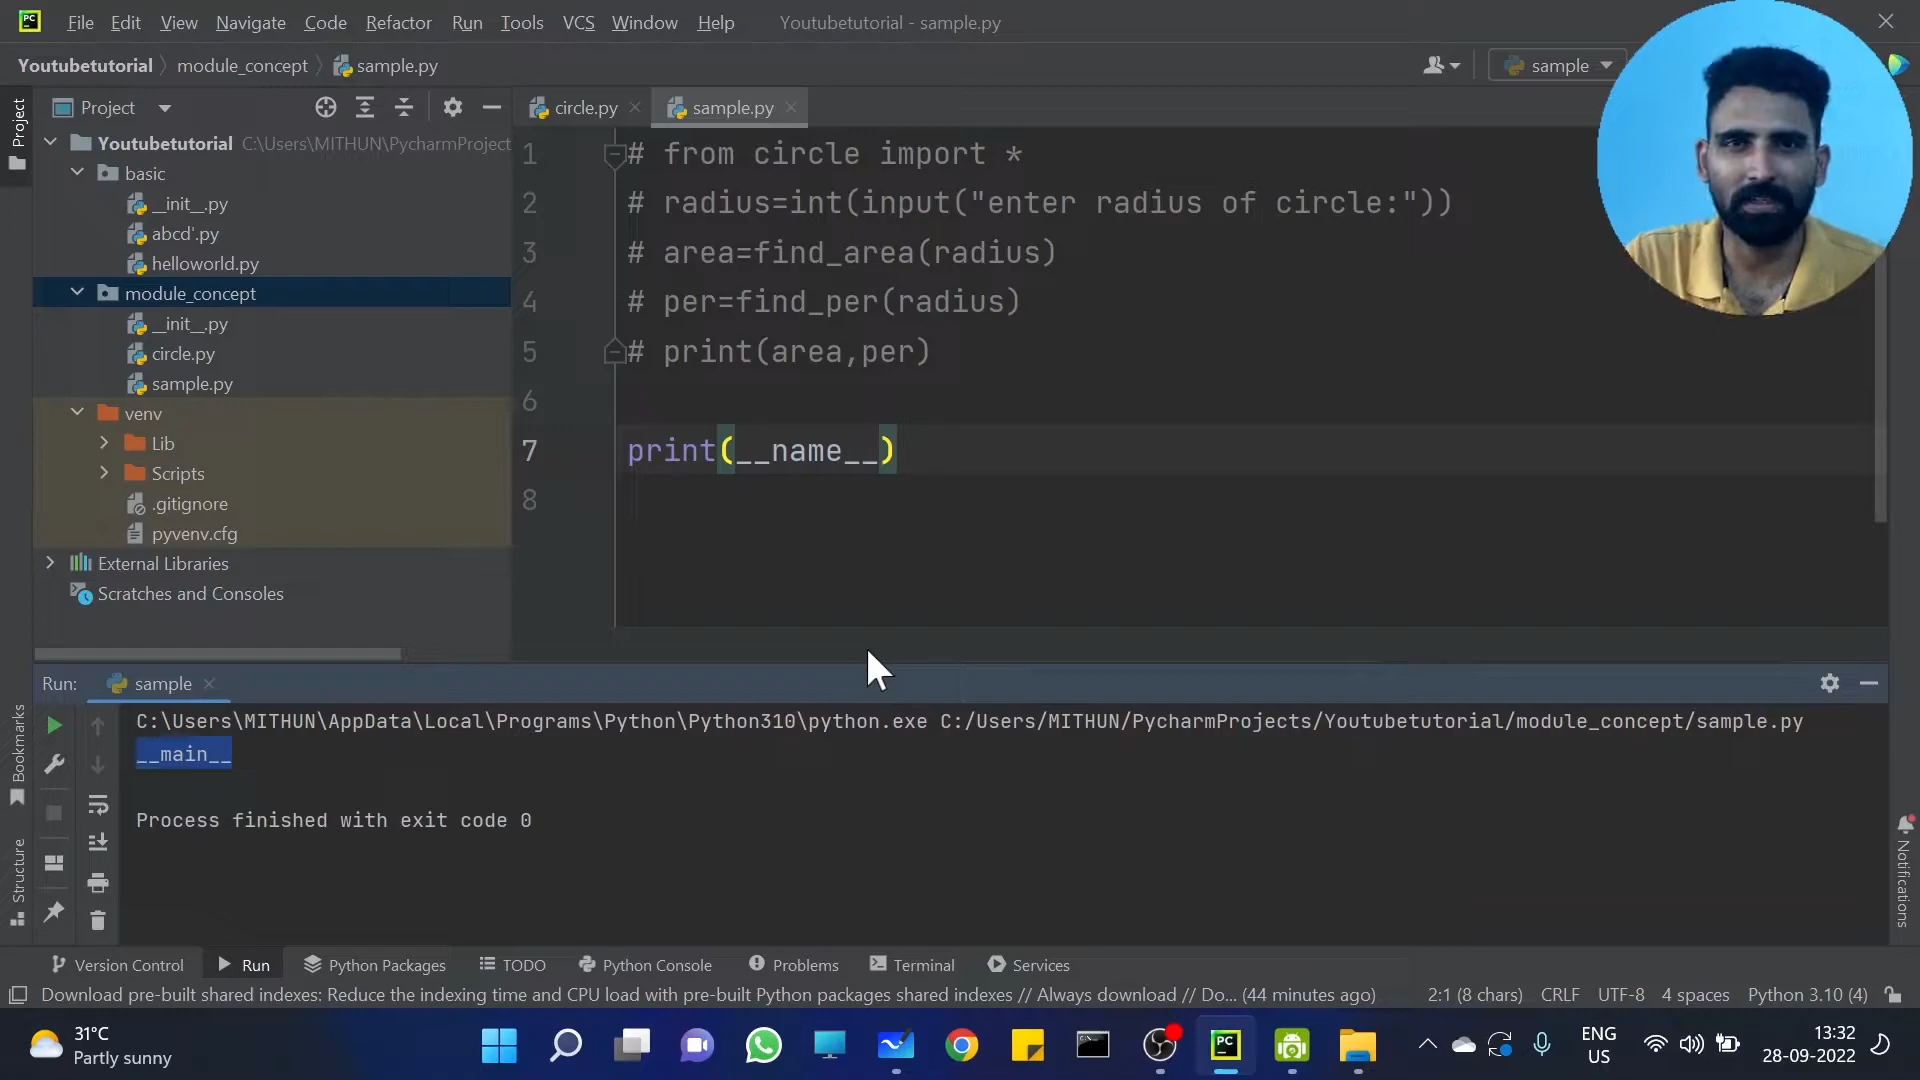 PC File Edit View Navigate Code Refactor Run Tools VCS Window Help Youtubetutorial - sample.py
Youtubetutorial module_concept sample.py sample
Project
Project
circle.py sample.py
Youtubetutorial C:\Users\MITHUN\PycharmProject
basic
__init__.py
abcd'.py
helloworld.py
module_concept
__init__.py
circle.py
sample.py
venv
Lib
Scripts
.gitignore
pyvenv.cfg
External Libraries
Scratches and Consoles
1 # from circle import *
2 # radius=int(input("enter radius of circle:"))
3 # area=find_area(radius)
4 # per=find_per(radius)
5 # print(area,per)
6
7 print(__name__)
8
Run: sample
C:\Users\MITHUN\AppData\Local\Programs\Python\Python310\python.exe C:/Users/MITHUN/PycharmProjects/Youtubetutorial/module_concept/sample.py
__main__
Process finished with exit code 0
Bookmarks
Structure
Notifications
Version Control Run Python Packages TODO Python Console Problems Terminal Services
Download pre-built shared indexes: Reduce the indexing time and CPU load with pre-built Python packages shared indexes // Always download // Do... (44 minutes ago) 2:1 (8 chars) CRLF UTF-8 4 spaces Python 3.10 (4)
31°C
Partly sunny
PC
ENG
US
13:32
28-09-2022